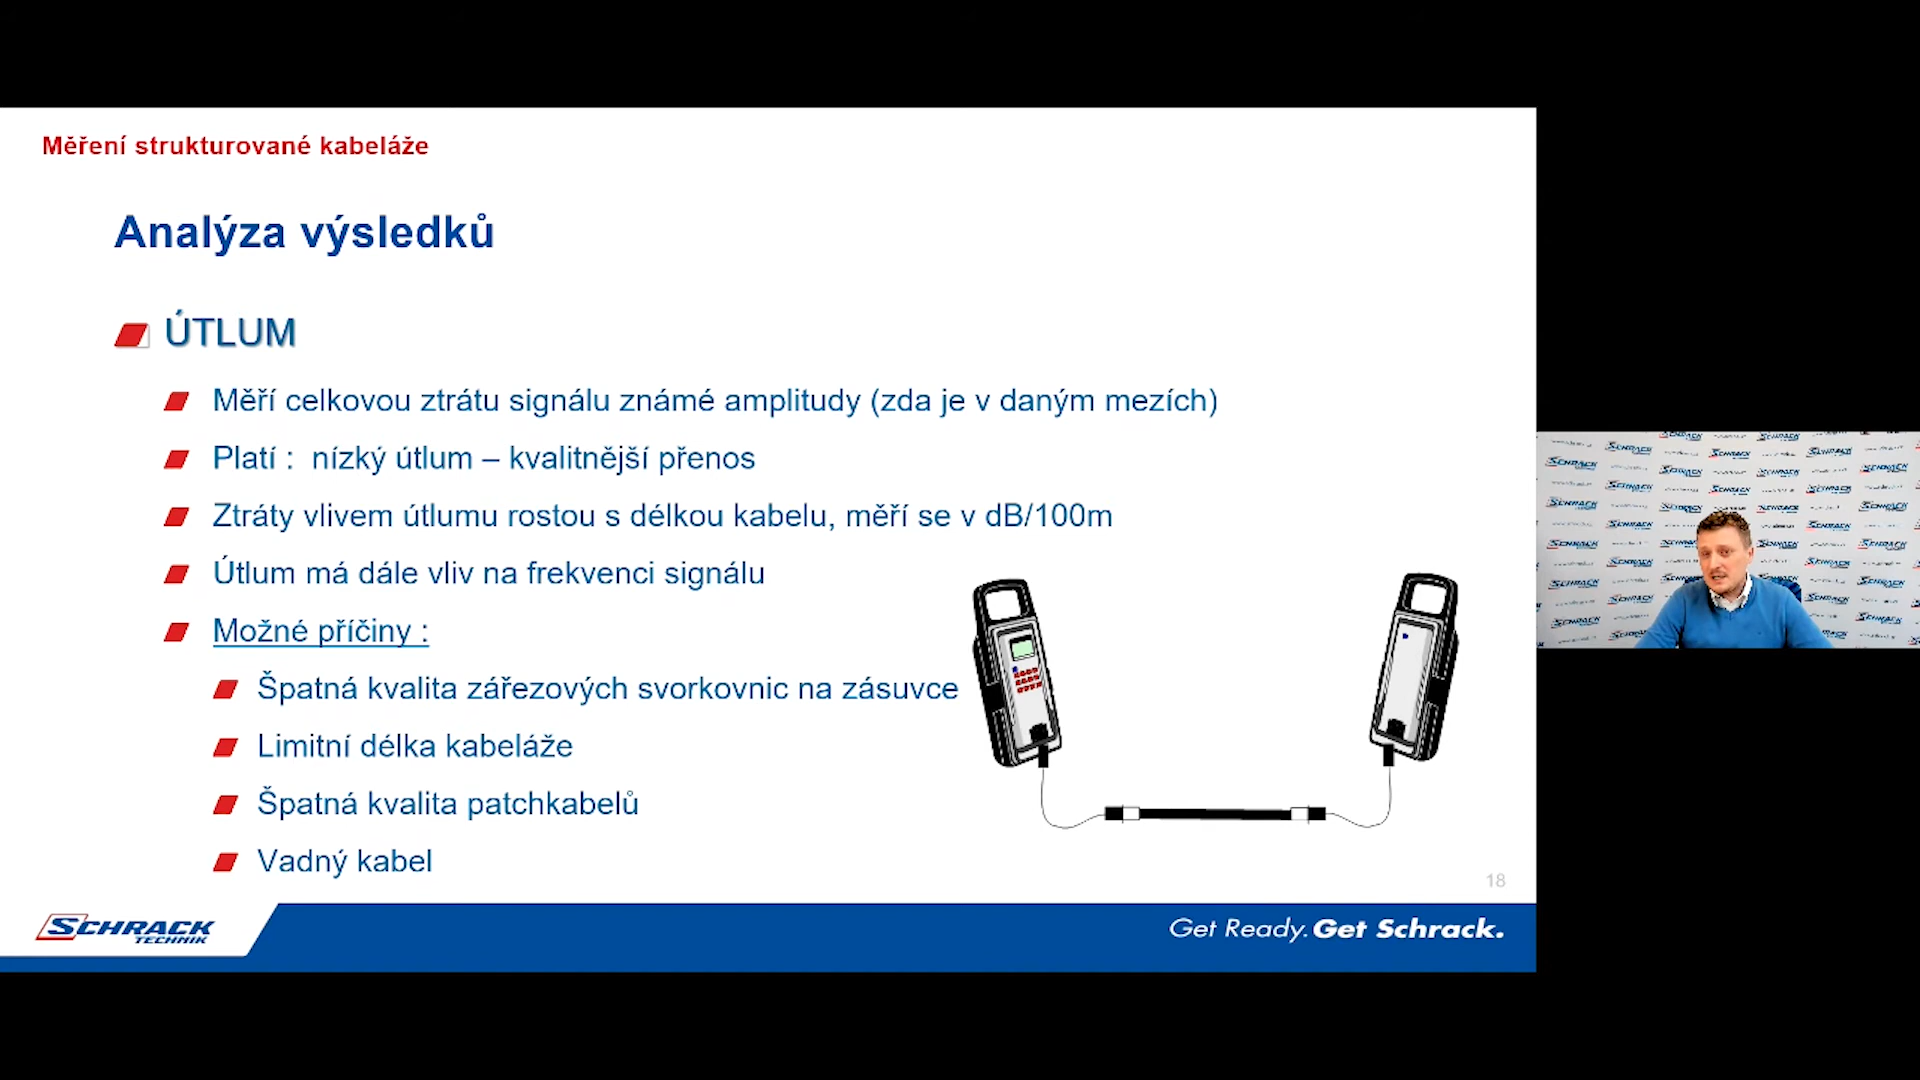 Měření strukturované kabeláže
Analýza výsledků
ÚTLUM
Měří celkovou ztrátu signálu známé amplitudy (zda je v daným mezích)
Platí : nízký útlum – kvalitnější přenos
Ztráty vlivem útlumu rostou s délkou kabelu, měří se v dB/100m
Útlum má dále vliv na frekvenci signálu
Možné příčiny :
Špatná kvalita zářezových svorkovnic na zásuvce
Limitní délka kabeláže
Špatná kvalita patchkabelů
Vadný kabel
18
SCHRACK
TECHNIK
Get Ready. Get Schrack.